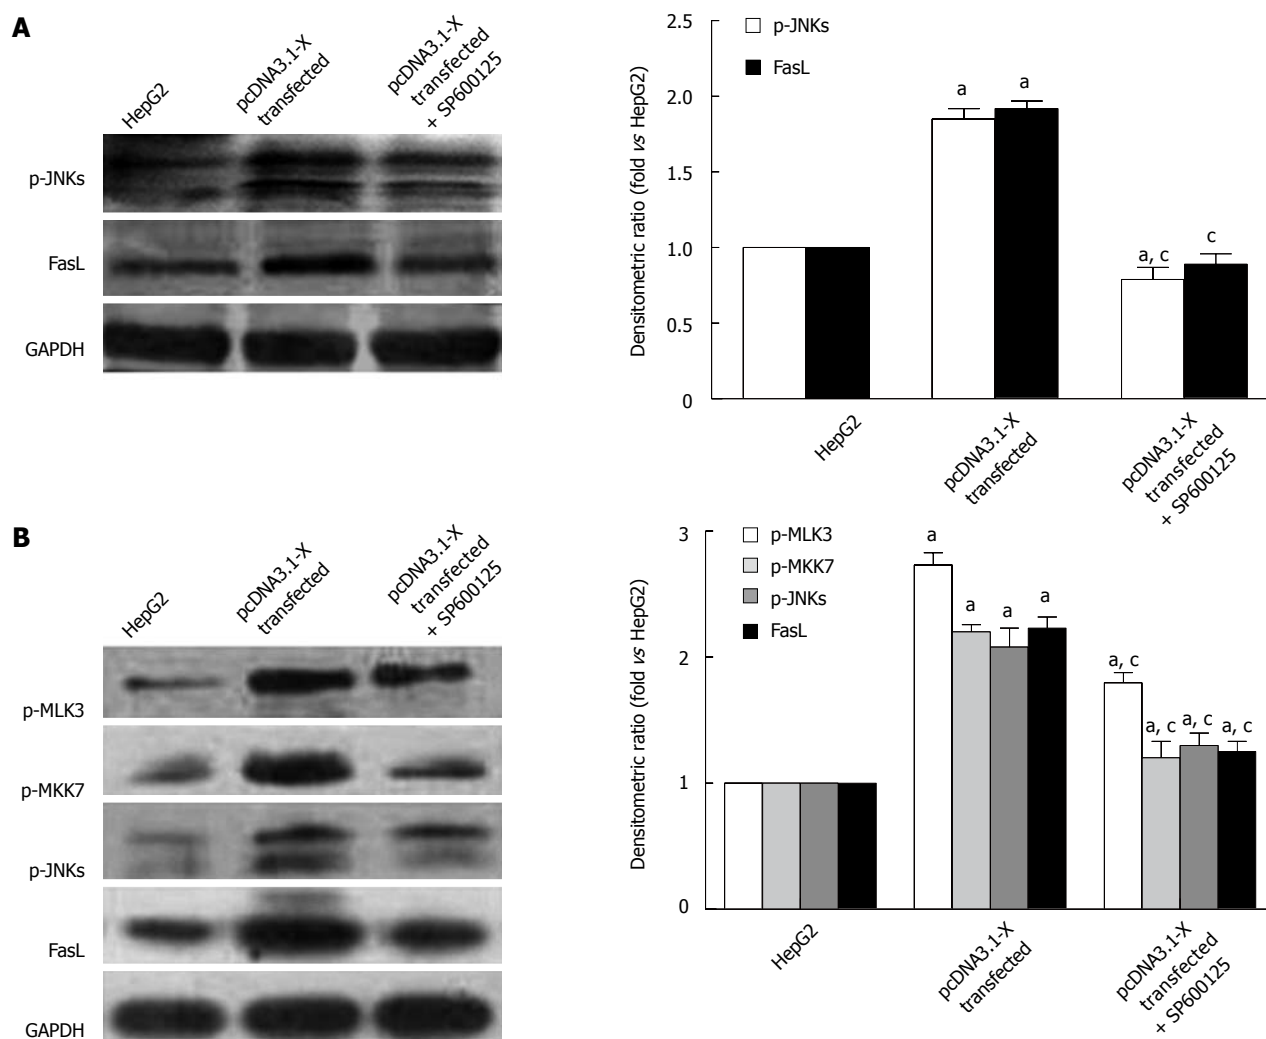 A
HepG2
pcDNA3.1-X
transfected
pcDNA3.1-X
transfected
+ SP600125
p-JNKs
FasL
GAPDH
Densitometric ratio (fold vs HepG2)
2.5
2.0
1.5
1.0
0.5
0
p-JNKs
FasL
a
a
a, c
c
HepG2
pcDNA3.1-X
transfected
pcDNA3.1-X
transfected
+ SP600125
B
HepG2
pcDNA3.1-X
transfected
pcDNA3.1-X
transfected
+ SP600125
p-MLK3
p-MKK7
p-JNKs
FasL
GAPDH
Densitometric ratio (fold vs HepG2)
3
2
1
0
p-MLK3
p-MKK7
p-JNKs
FasL
a
a
a
a
a, c
a, c
a, c
a, c
HepG2
pcDNA3.1-X
transfected
pcDNA3.1-X
transfected
+ SP600125